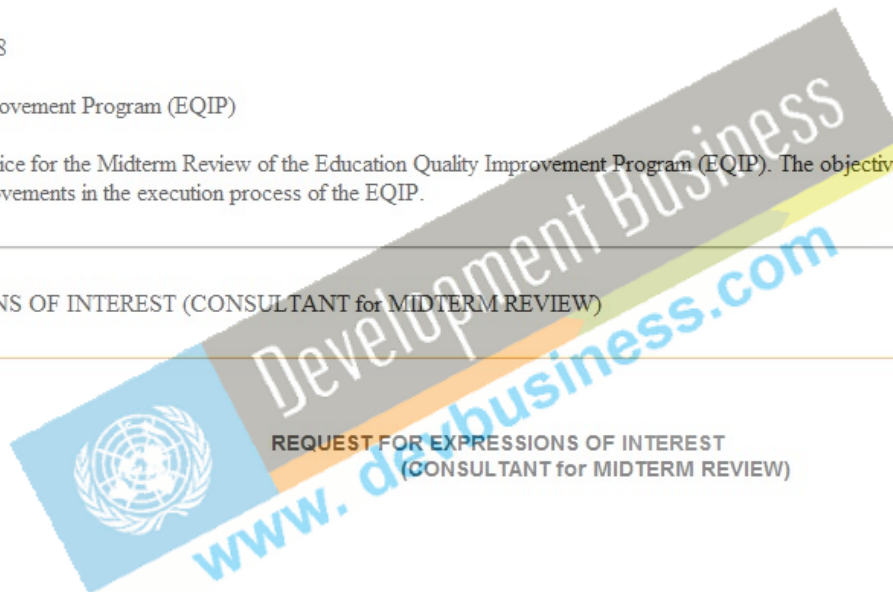 8
ovement Program (EQIP)
ice for the Midterm Review of the Education Quality Improvement Program (EQIP). The objectiv
ovements in the execution process of the EQIP.
NS OF INTEREST (CONSULTANT for MIDTERM REVIEW)
Development Business
www.devbusiness.com
REQUEST FOR EXPRESSIONS OF INTEREST
(CONSULTANT for MIDTERM REVIEW)